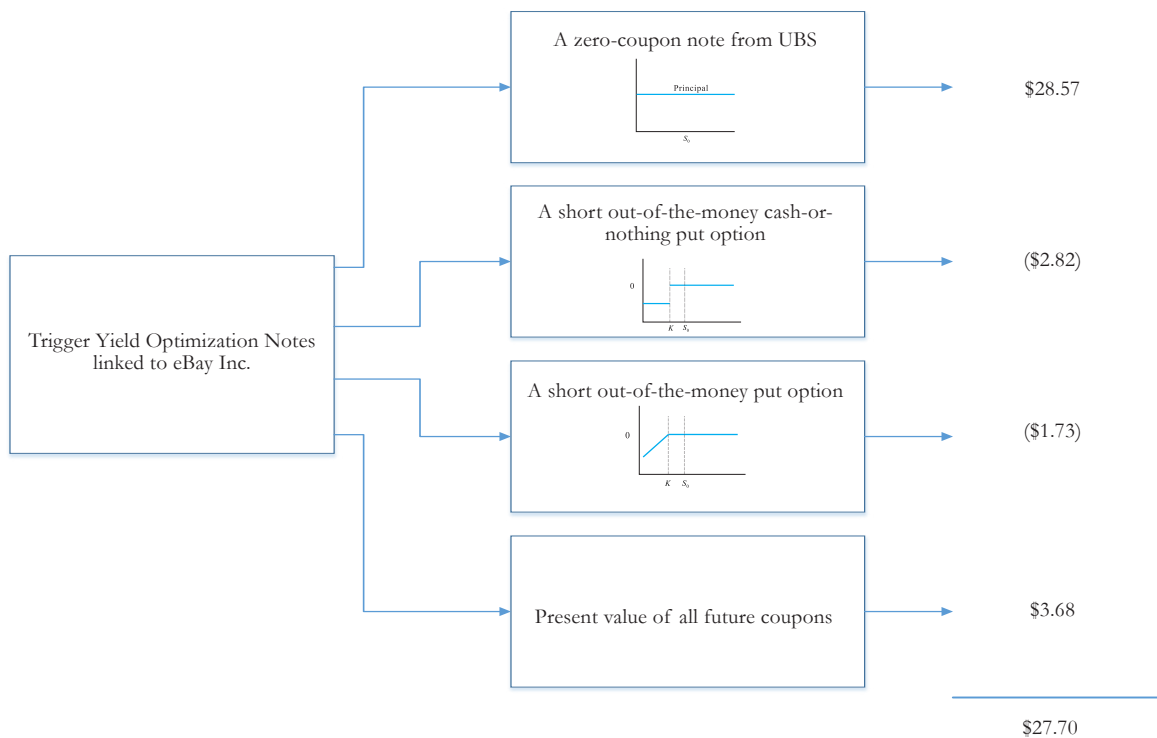 A zero-coupon note from UBS
Principal
S0
$28.57
A short out-of-the-money cash-or-
nothing put option
0
K
S0
($2.82)
Trigger Yield Optimization Notes
linked to eBay Inc.
A short out-of-the-money put option
0
K
S0
($1.73)
Present value of all future coupons
$3.68
$27.70